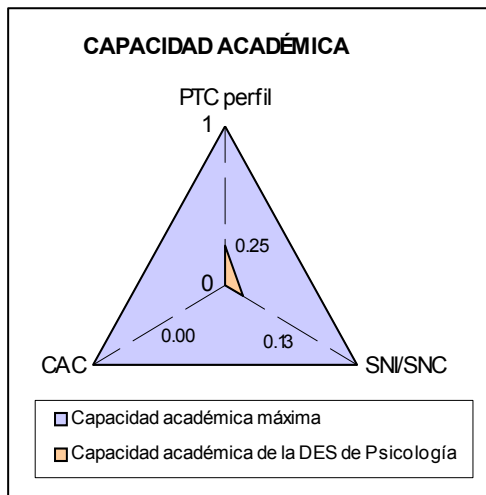 CAPACIDAD ACADÉMICA
PTC perfil
1
0.25
0
0.00
0.13
CAC
SNI/SNC
Capacidad académica máxima
Capacidad académica de la DES de Psicología